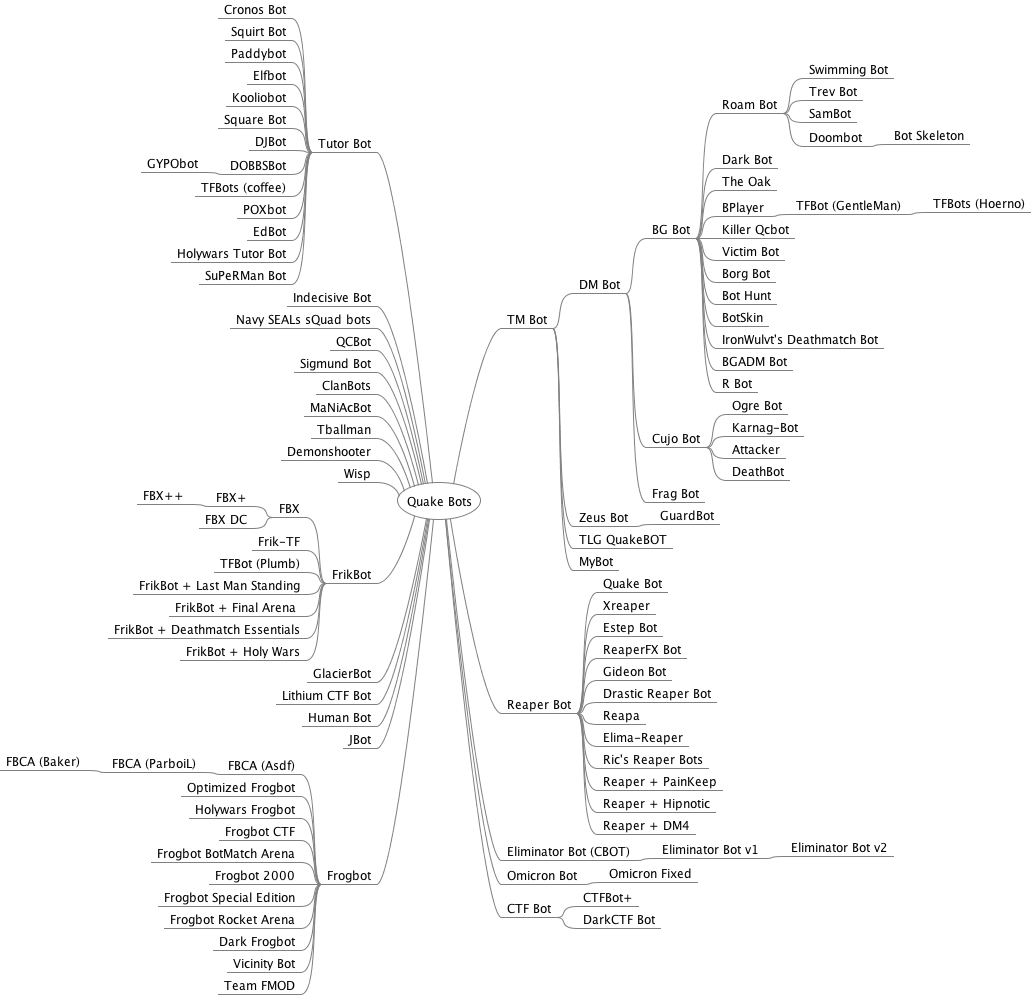 Cronos Bot
Squirt Bot
Paddybot
Elfbot
Kooliobot
Square Bot
DJBot
Tutor Bot
GYPObot
DOBBSBot
TFBots (coffee)
POXbot
EdBot
Holywars Tutor Bot
SuPeRMan Bot
Indecisive Bot
Navy SEALs sQuad bots
QCBot
Sigmund Bot
ClanBots
MaNiAcBot
Tballman
Demonshooter
Wisp
FBX++
FBX+
FBX DC
FBX
Frik-TF
TFBot (Plumb)
FrikBot
FrikBot + Last Man Standing
FrikBot + Final Arena
FrikBot + Deathmatch Essentials
FrikBot + Holy Wars
GlacierBot
Lithium CTF Bot
Human Bot
JBot
FBCA (Baker)
FBCA (ParboiL)
FBCA (Asdf)
Optimized Frogbot
Holywars Frogbot
Frogbot CTF
Frogbot BotMatch Arena
Frogbot 2000
Frogbot
Frogbot Special Edition
Frogbot Rocket Arena
Dark Frogbot
Vicinity Bot
Team FMOD
Quake Bots
Swimming Bot
Roam Bot
Trev Bot
SamBot
Doombot
Bot Skeleton
Dark Bot
The Oak
BPlayer
TFBot (GentleMan)
TFBots (Hoerno)
BG Bot
Killer Qcbot
Victim Bot
Borg Bot
Bot Hunt
BotSkin
IronWulvt's Deathmatch Bot
BGADM Bot
R Bot
DM Bot
TM Bot
Ogre Bot
Karnag-Bot
Cujo Bot
Attacker
DeathBot
Frag Bot
Zeus Bot
GuardBot
TLG QuakeBOT
MyBot
Quake Bot
Xreaper
Estep Bot
ReaperFX Bot
Gideon Bot
Drastic Reaper Bot
Reaper Bot
Reapa
Elima-Reaper
Ric's Reaper Bots
Reaper + PainKeep
Reaper + Hipnotic
Reaper + DM4
Eliminator Bot (CBOT)
Eliminator Bot v1
Eliminator Bot v2
Omicron Bot
Omicron Fixed
CTF Bot
CTFBot+
DarkCTF Bot